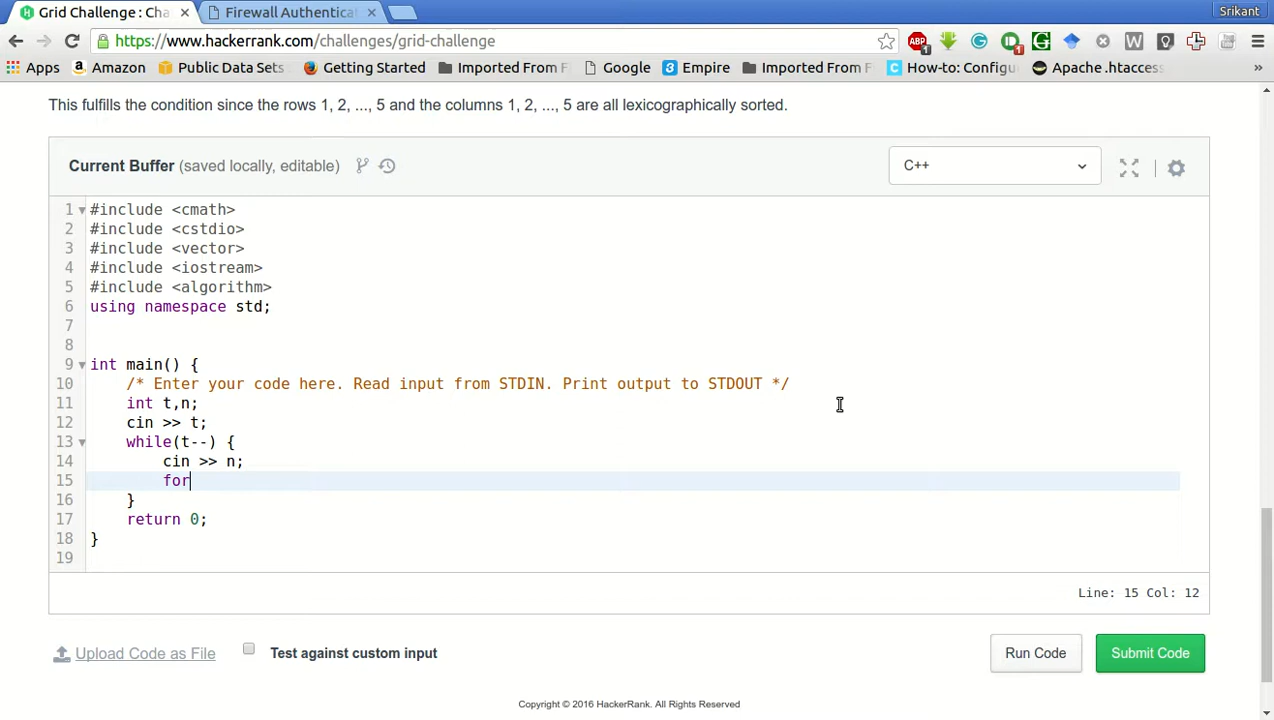 Grid Challenge : Cha
Firewall Authentica
Srikant
https://www.hackerrank.com/challenges/grid-challenge
Apps
Amazon
Public Data Sets
Getting Started
Imported From F
Google
Empire
Imported From F
How-to: Configu
Apache .htacces
»
This fulfills the condition since the rows 1, 2, ..., 5 and the columns 1, 2, ..., 5 are all lexicographically sorted.
Current Buffer (saved locally, editable)
C++
1 #include <cmath>
2 #include <cstdio>
3 #include <vector>
4 #include <iostream>
5 #include <algorithm>
6 using namespace std;
7
8
9 int main() {
10 /* Enter your code here. Read input from STDIN. Print output to STDOUT */
11 int t,n;
12 cin >> t;
13 while(t--) {
14 cin >> n;
15 for
16 }
17 return 0;
18 }
19
Line: 15 Col: 12
Upload Code as File
Test against custom input
Run Code
Submit Code
Copyright © 2016 HackerRank. All Rights Reserved